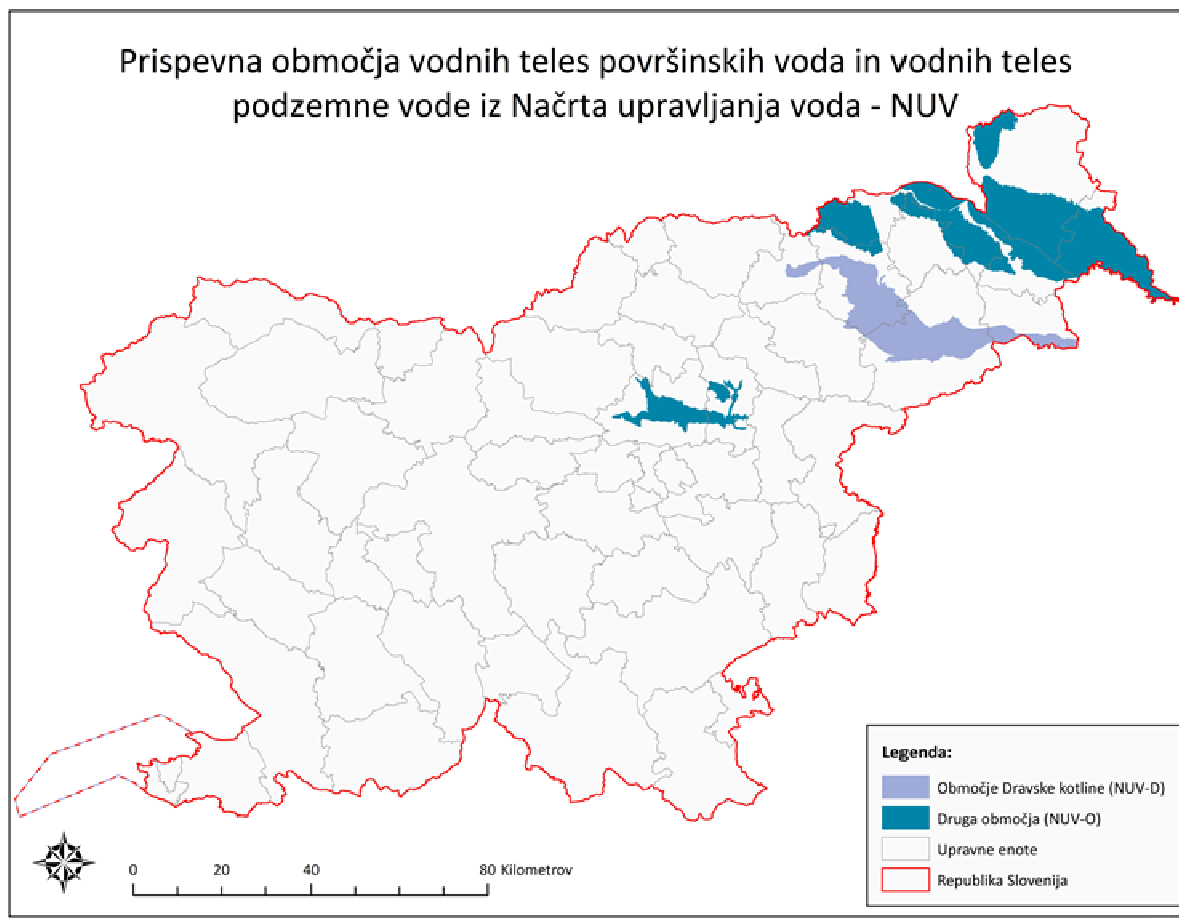 Prispevna območja vodnih teles površinskih voda in vodnih teles
podzemne vode iz Načrta upravljanja voda - NUV
Legenda:
Območje Dravske kotline (NUV-D)
Druga območja (NUV-O)
Upravne enote
Republika Slovenija
0 20 40 80 Kilometrov